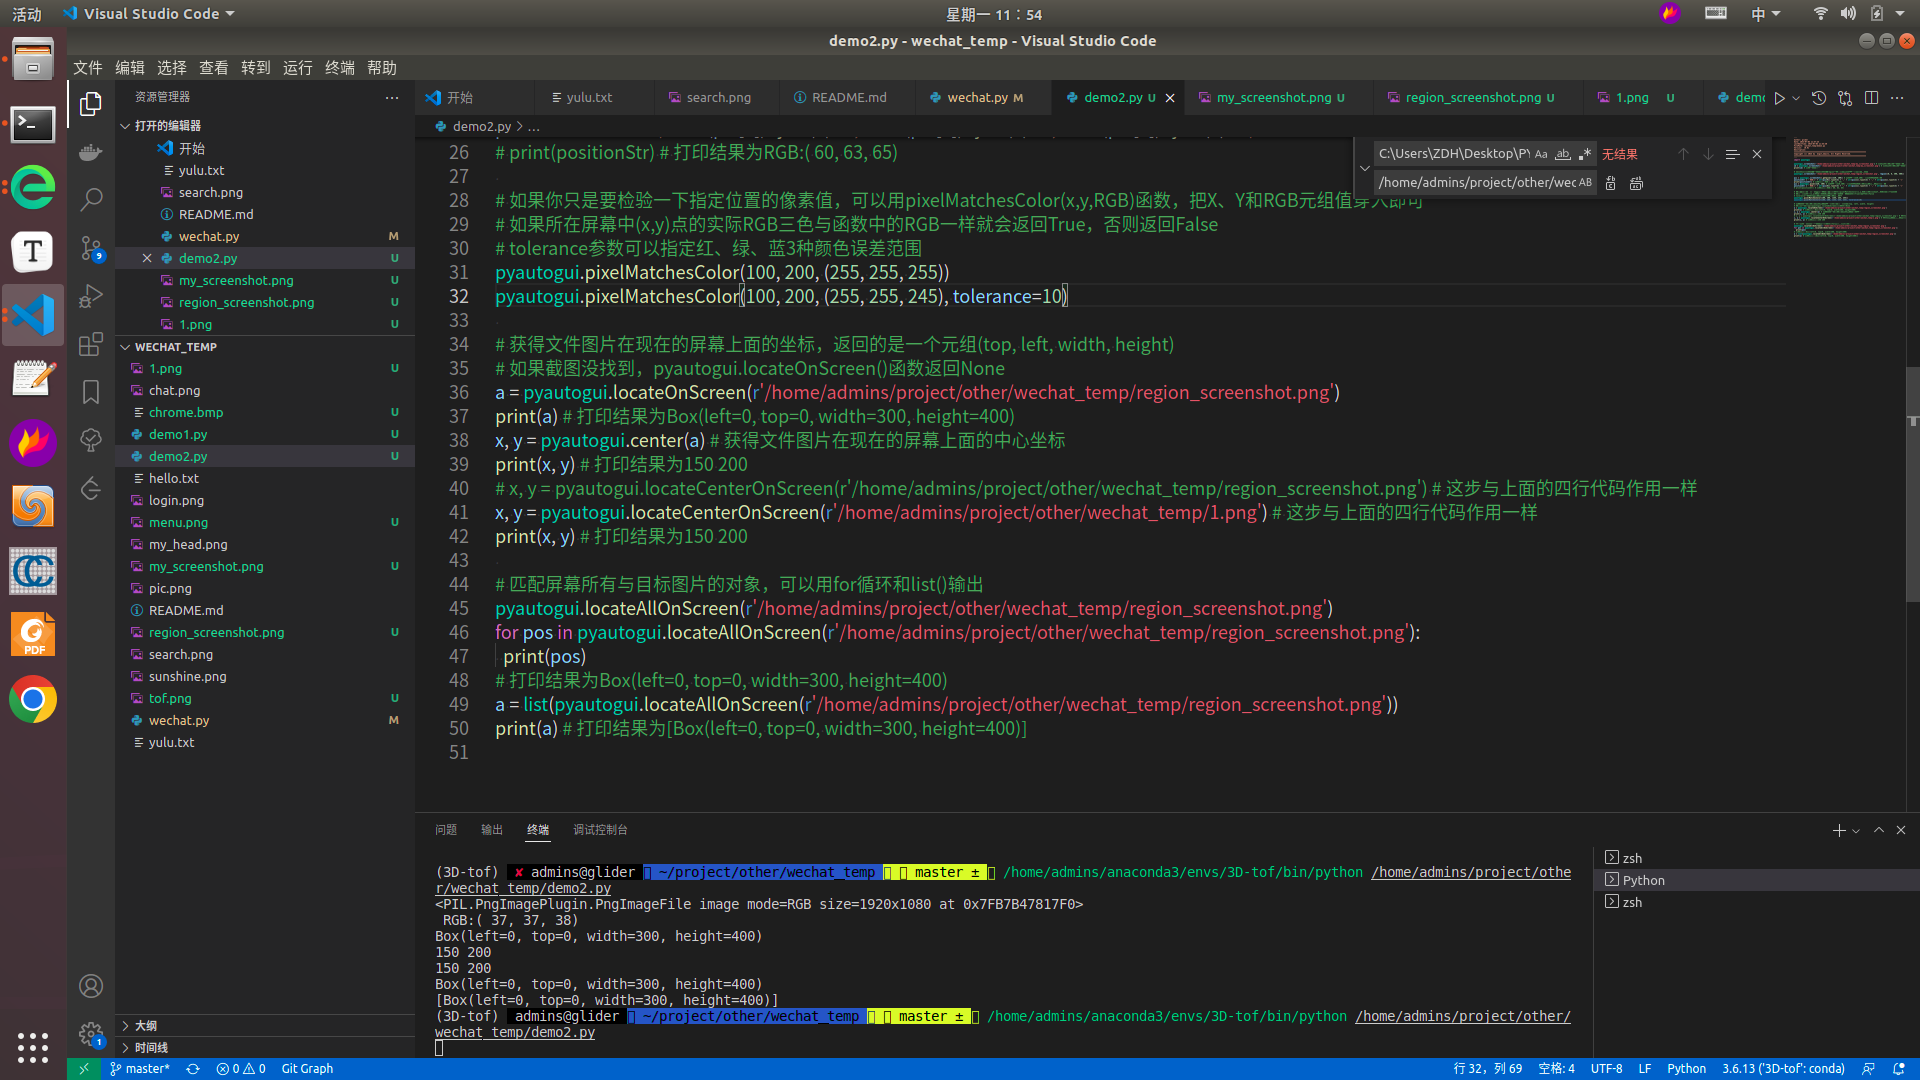 活动
Visual Studio Code
星期一 11：54
中
demo2.py - wechat_temp - Visual Studio Code
文件 编辑 选择 查看 转到 运行 终端 帮助
资源管理器
打开的编辑器
开始
yulu.txt
search.png
README.md
wechat.py M
demo2.py U
my_screenshot.png U
region_screenshot.png U
1.png U
WECHAT_TEMP
1.png U
chat.png
chrome.bmp U
demo1.py U
demo2.py U
hello.txt
login.png
menu.png U
my_head.png
my_screenshot.png U
pic.png
README.md
region_screenshot.png U
search.png
sunshine.png
tof.png U
wechat.py M
yulu.txt
大纲
时间线
9
1
T
PDF
开始 yulu.txt search.png README.md wechat.py M demo2.py U my_screenshot.png U region_screenshot.png U 1.png U demo
demo2.py > ...
C:\Users\ZDH\Desktop\P 无结果
/home/admins/project/other/wec
26 # print(positionStr) # 打印结果为RGB:( 60, 63, 65)
27
28 # 如果你只是要检验一下指定位置的像素值，可以用pixelMatchesColor(x,y,RGB)函数，把X、Y和RGB元组值穿入即可
29 # 如果所在屏幕中(x,y)点的实际RGB三色与函数中的RGB一样就会返回True，否则返回False
30 # tolerance参数可以指定红、绿、蓝3种颜色误差范围
31 pyautogui.pixelMatchesColor(100, 200, (255, 255, 255))
32 pyautogui.pixelMatchesColor(100, 200, (255, 255, 245), tolerance=10)
33
34 # 获得文件图片在现在的屏幕上面的坐标，返回的是一个元组(top, left, width, height)
35 # 如果截图没找到，pyautogui.locateOnScreen()函数返回None
36 a = pyautogui.locateOnScreen(r'/home/admins/project/other/wechat_temp/region_screenshot.png')
37 print(a) # 打印结果为Box(left=0, top=0, width=300, height=400)
38 x, y = pyautogui.center(a) # 获得文件图片在现在的屏幕上面的中心坐标
39 print(x, y) # 打印结果为150 200
40 # x, y = pyautogui.locateCenterOnScreen(r'/home/admins/project/other/wechat_temp/region_screenshot.png') # 这步与上面的四行代码作用一样
41 x, y = pyautogui.locateCenterOnScreen(r'/home/admins/project/other/wechat_temp/1.png') # 这步与上面的四行代码作用一样
42 print(x, y) # 打印结果为150 200
43
44 # 匹配屏幕所有与目标图片的对象，可以用for循环和list()输出
45 pyautogui.locateAllOnScreen(r'/home/admins/project/other/wechat_temp/region_screenshot.png')
46 for pos in pyautogui.locateAllOnScreen(r'/home/admins/project/other/wechat_temp/region_screenshot.png'):
47 print(pos)
48 # 打印结果为Box(left=0, top=0, width=300, height=400)
49 a = list(pyautogui.locateAllOnScreen(r'/home/admins/project/other/wechat_temp/region_screenshot.png'))
50 print(a) # 打印结果为[Box(left=0, top=0, width=300, height=400)]
51
问题 输出 终端 调试控制台
(3D-tof) ✘ admins@glider ~/project/other/wechat_temp master ± /home/admins/anaconda3/envs/3D-tof/bin/python /home/admins/project/othe
r/wechat_temp/demo2.py
<PIL.PngImagePlugin.PngImageFile image mode=RGB size=1920x1080 at 0x7FB7B47817F0>
RGB:( 37, 37, 38)
Box(left=0, top=0, width=300, height=400)
150 200
150 200
Box(left=0, top=0, width=300, height=400)
[Box(left=0, top=0, width=300, height=400)]
(3D-tof) admins@glider ~/project/other/wechat_temp master ± /home/admins/anaconda3/envs/3D-tof/bin/python /home/admins/project/other/
wechat_temp/demo2.py
zsh
Python
zsh
master* 0 0 Git Graph
行 32，列 69 空格: 4 UTF-8 LF Python 3.6.13 ('3D-tof': conda)